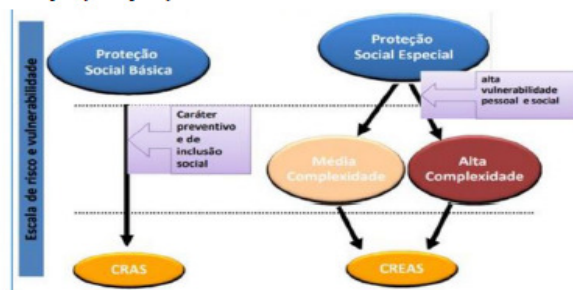 Escala de risco e vulnerabilidade
Proteção
Social Básica
Proteção
Social Especial
alta
vulnerabilidade
pessoal e social
Caráter
preventivo
e de
inclusão
social
Média
Complexidade
Alta
Complexidade
CRAS
CREAS